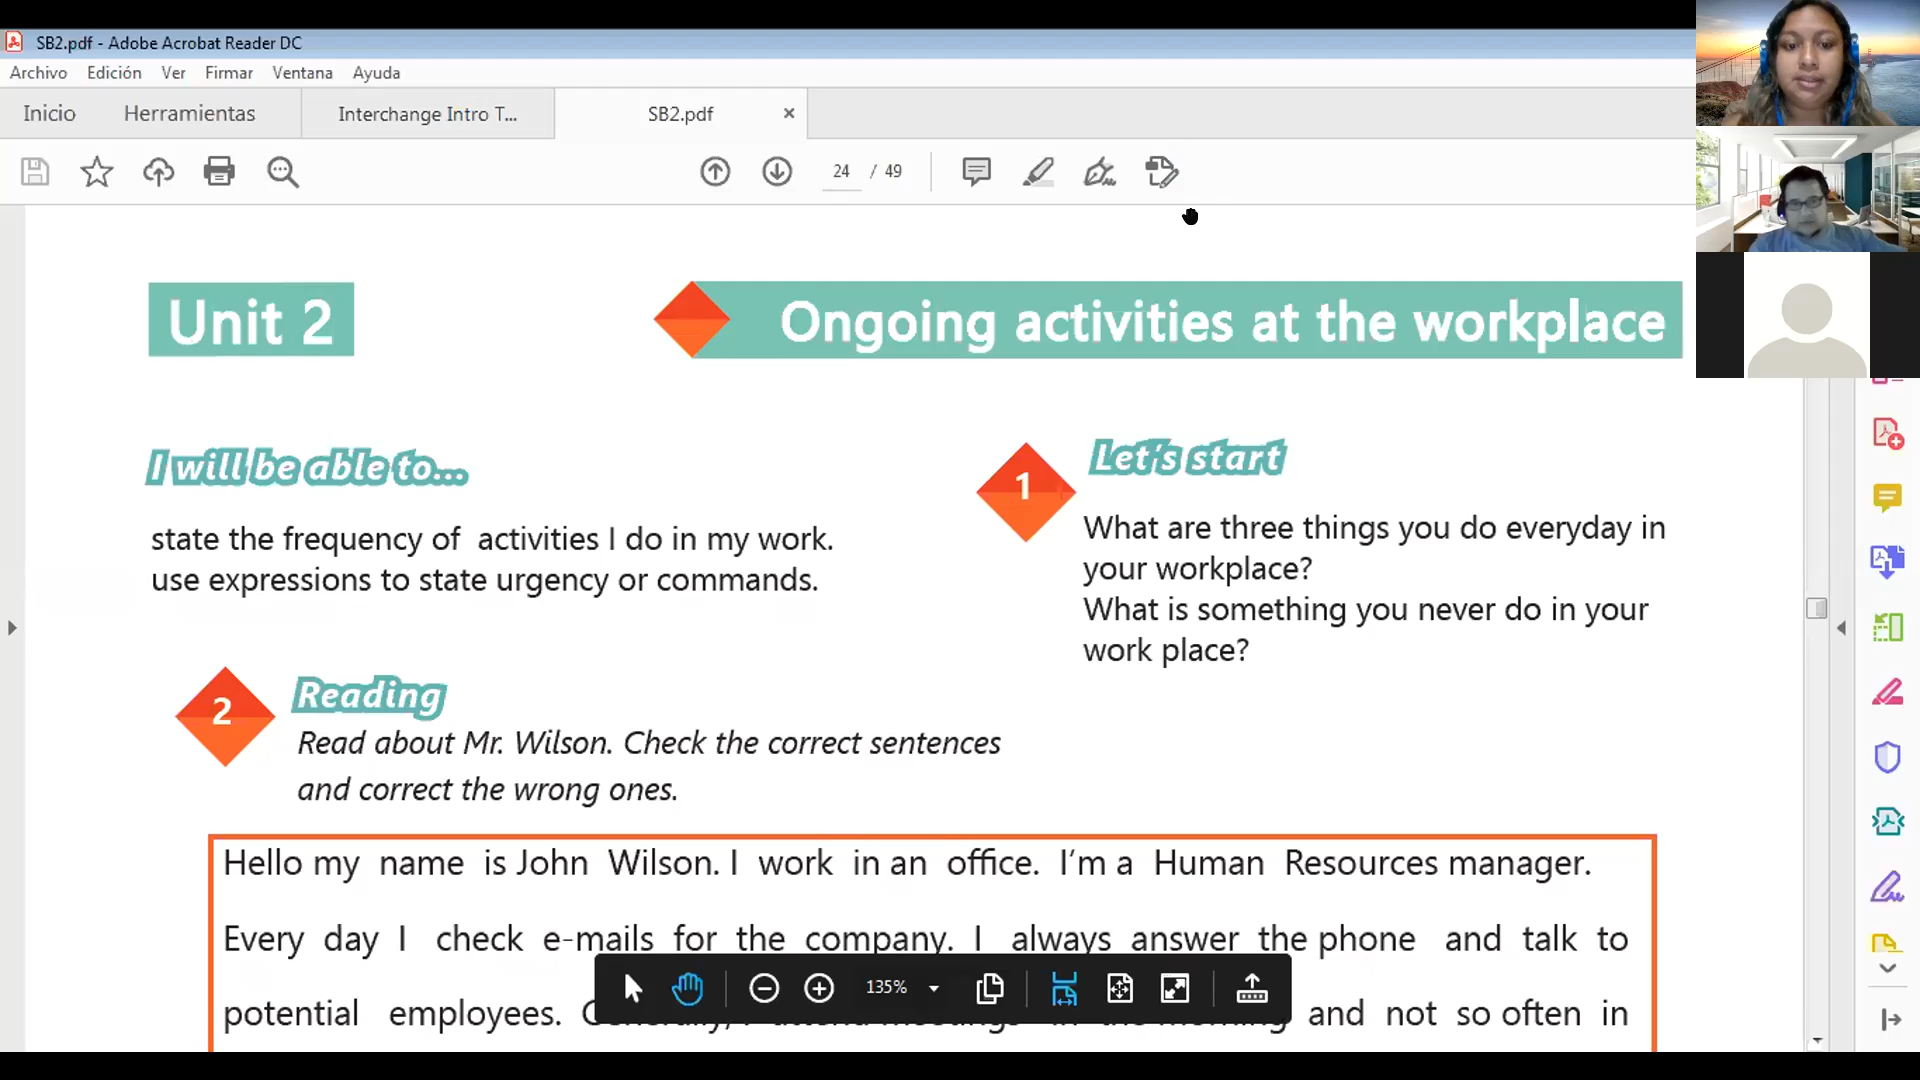 SB2.pdf - Adobe Acrobat Reader DC
Archivo Edición Ver Firmar Ventana Ayuda
Inicio Herramientas Interchange Intro T... SB2.pdf
24 / 49
Unit 2
Ongoing activities at the workplace
I will be able to...
state the frequency of activities I do in my work.
use expressions to state urgency or commands.
1
Let's start
What are three things you do everyday in
your workplace?
What is something you never do in your
work place?
2
Reading
Read about Mr. Wilson. Check the correct sentences
and correct the wrong ones.
Hello my name is John Wilson. I work in an office. I'm a Human Resources manager.
Every day I check e-mails for the company. I always answer the phone and talk to
potential employees. Generally, I attend meetings in the morning and not so often in
135%